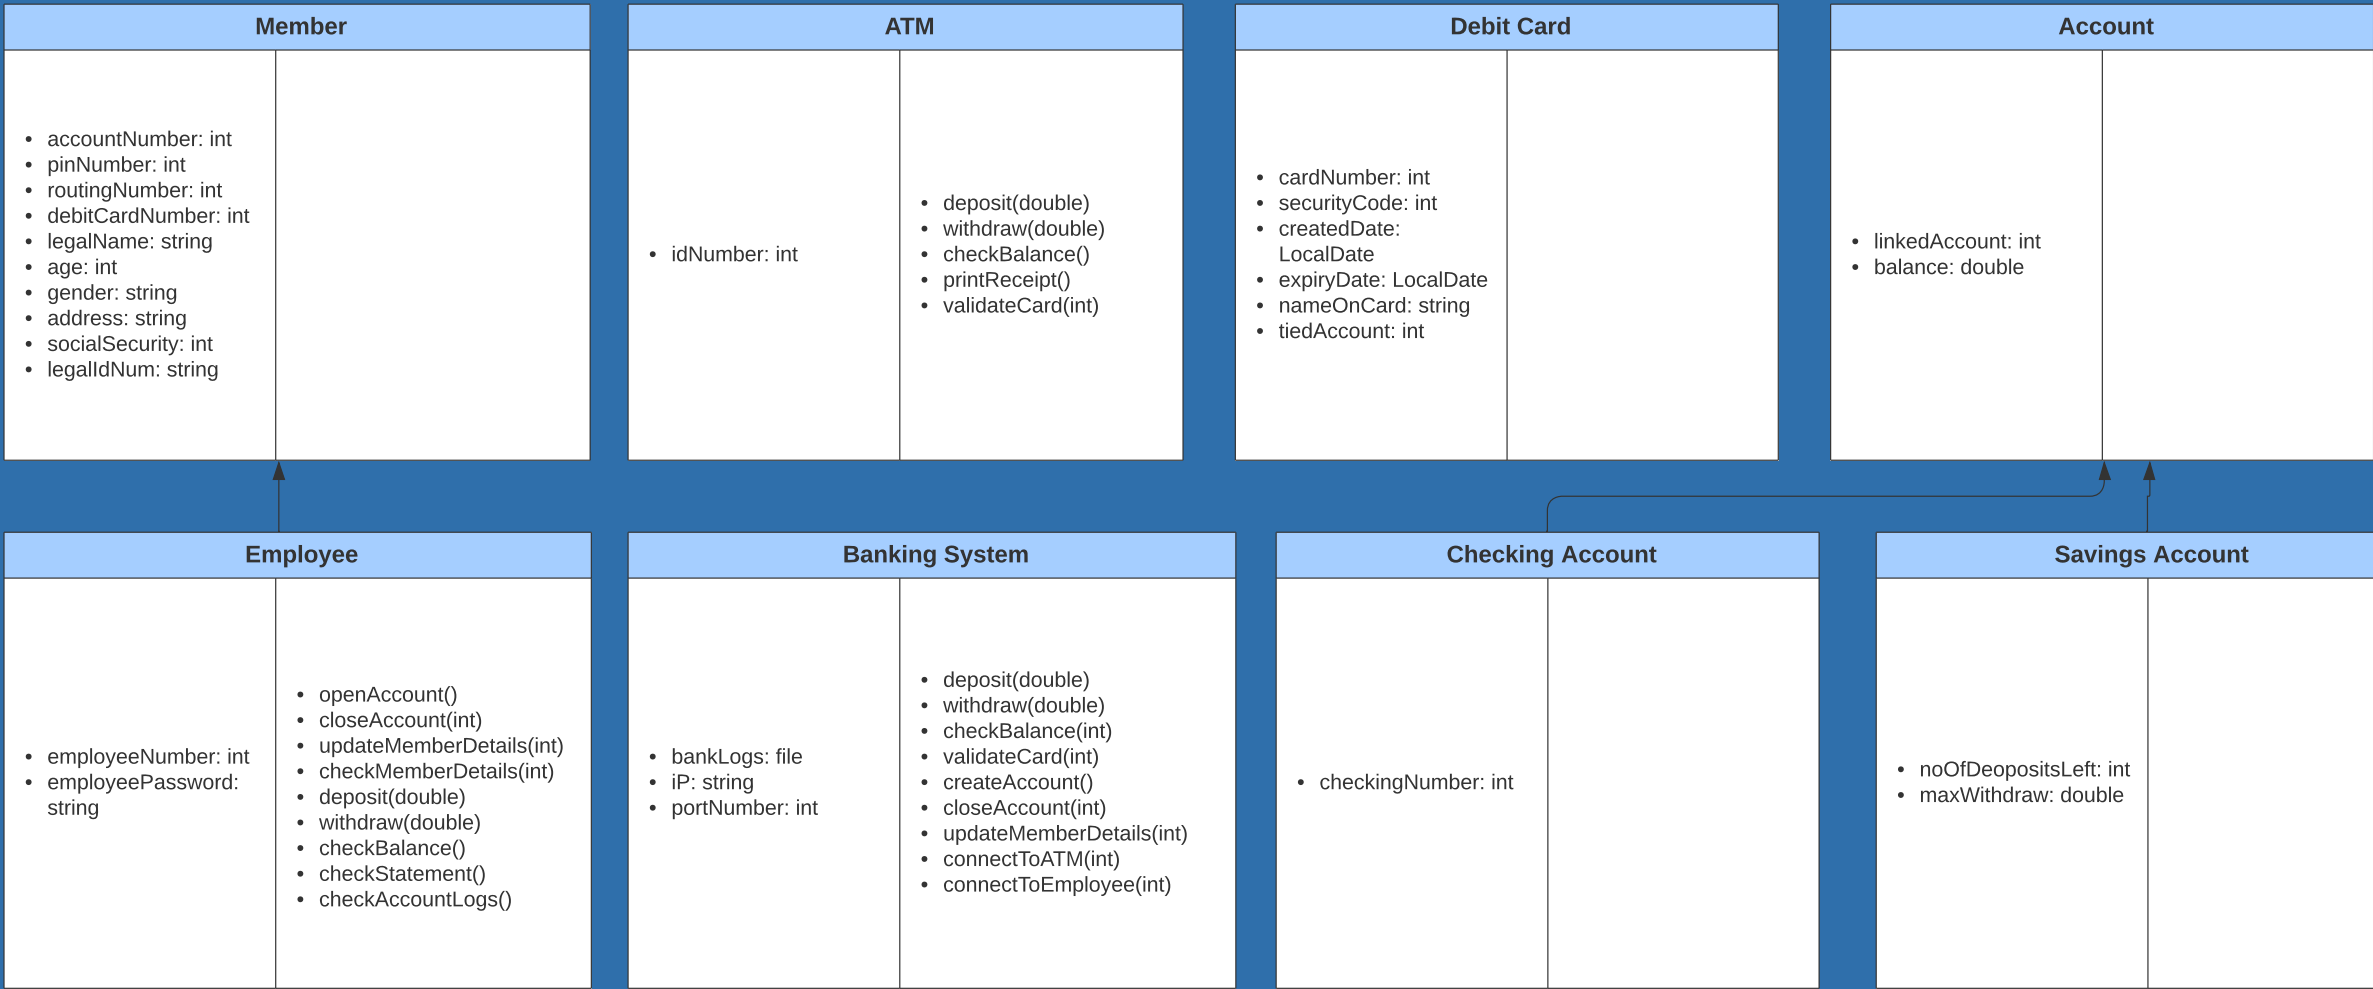 Member
accountNumber: int
pinNumber: int
routingNumber: int
debitCardNumber: int
legalName: string
age: int
gender: string
address: string
socialSecurity: int
legalIdNum: string
ATM
idNumber: int
deposit(double)
withdraw(double)
checkBalance()
printReceipt()
validateCard(int)
Debit Card
cardNumber: int
securityCode: int
createdDate:
LocalDate
expiryDate: LocalDate
nameOnCard: string
tiedAccount: int
Account
linkedAccount: int
balance: double
Employee
employeeNumber: int
employeePassword:
string
openAccount()
closeAccount(int)
updateMemberDetails(int)
checkMemberDetails(int)
deposit(double)
withdraw(double)
checkBalance()
checkStatement()
checkAccountLogs()
Banking System
bankLogs: file
iP: string
portNumber: int
deposit(double)
withdraw(double)
checkBalance(int)
validateCard(int)
createAccount()
closeAccount(int)
updateMemberDetails(int)
connectToATM(int)
connectToEmployee(int)
Checking Account
checkingNumber: int
Savings Account
noOfDeopositsLeft: int
maxWithdraw: double